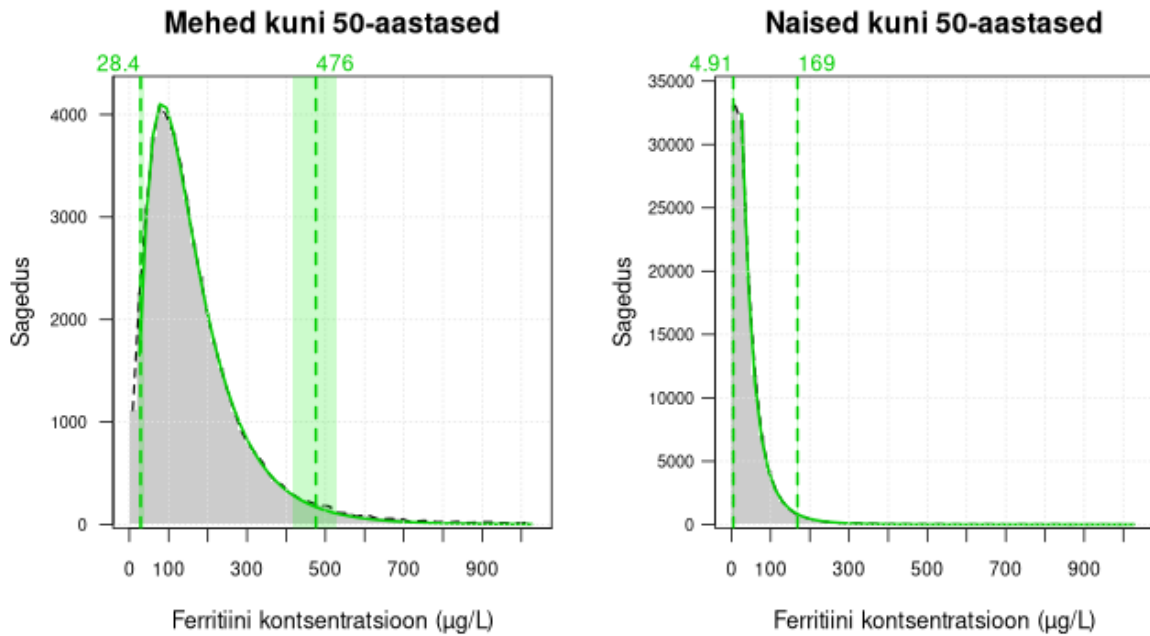 Mehed kuni 50-aastased
28.4
476
4000
3000
2000
1000
0
Sagedus
0 100 300 500 700 900
Ferritiini kontsentratsioon (µg/L)
Naised kuni 50-aastased
4.91
169
35000
30000
25000
20000
15000
10000
5000
0
Sagedus
0 100 300 500 700 900
Ferritiini kontsentratsioon (µg/L)